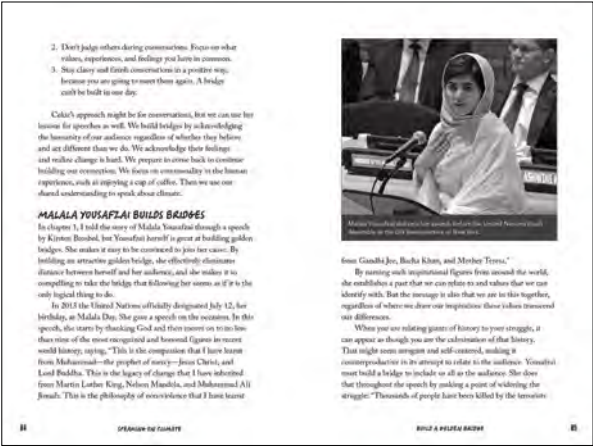 2. Don't judge others during conversations. Focus on what
values, experiences, and feelings you have in common.
3. Stay classy and finish conversations in a positive way,
because you are going to meet them again. A bridge
can't be built in one day.
Cakir's approach might be for conversations, but we can use her
lessons for speeches as well. We build bridges by acknowledging
the humanity of our audience regardless of whether they believe
and act different than we do. We acknowledge their feelings
and realize change is hard. We prepare to come back to continue
building our connection. We focus on commonality in the human
experience, such as enjoying a cup of coffee. Then we use our
shared understanding to speak about climate.
MALALA YOUSAFZAI BUILDS BRIDGES
In chapter 1, I told the story of Malala Yousafzai through a speech
by Kirsten Brosbøl, but Yousafzai herself is great at building golden
bridges. She makes it easy to be convinced to join her cause. By
building an attractive golden bridge, she effectively eliminates
distance between herself and her audience, and she makes it so
compelling to take the bridge that following her seems as if it is the
only logical thing to do.
In 2013 the United Nations officially designated July 12, her
birthday, as Malala Day. She gave a speech on the occasion. In this
speech, she starts by thanking God and then moves on to no less
than nine of the most recognized and honored figures in recent
world history, saying, "This is the compassion that I have learnt
from Muhammad—the prophet of mercy—Jesus Christ, and
Lord Buddha. This is the legacy of change that I have inherited
from Martin Luther King, Nelson Mandela, and Muhammad Ali
Jinnah. This is the philosophy of nonviolence that I have learnt
84
SPEAKING ON CLIMATE
Malala Yousafzai delivers her speech before the United Nations Youth
Assembly at the UN headquarters in New York.
from Gandhi Jee, Bacha Khan, and Mother Teresa."
By naming such inspirational figures from around the world,
she establishes a past that we can relate to and values that we can
identify with. But the message is also that we are in this together,
regardless of where we draw our inspiration: these values transcend
our differences.
When you are relating giants of history to your struggle, it
can appear as though you are the culmination of that history.
That might seem arrogant and self-centered, making it
counterproductive in its attempt to relate to the audience. Yousafzai
must build a bridge to include us all as the audience. She does
that throughout the speech by making a point of widening the
struggle: "Thousands of people have been killed by the terrorists
BUILD A GOLDEN BRIDGE
85